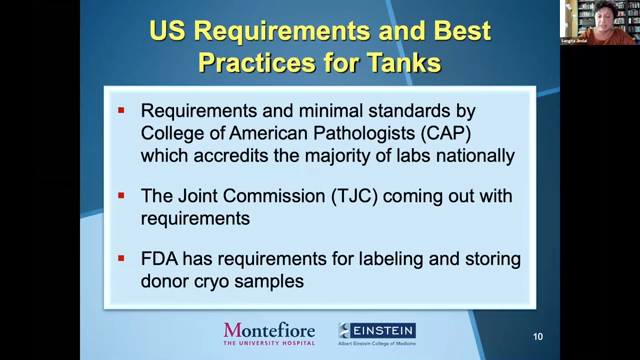 US Requirements and Best
Practices for Tanks
Requirements and minimal standards by
College of American Pathologists (CAP)
which accredits the majority of labs nationally
The Joint Commission (TJC) coming out with
requirements
FDA has requirements for labeling and storing
donor cryo samples
Montefiore
THE UNIVERSITY HOSPITAL
EINSTEIN
Albert Einstein College of Medicine
10
Sangita Jindal